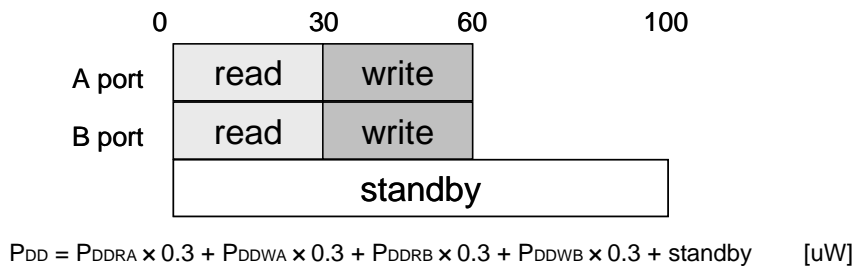 0 30 60 100
A port read write
B port read write
standby
PDD = PDDRA × 0.3 + PDDWA × 0.3 + PDDRB × 0.3 + PDDWB × 0.3 + standby [uW]